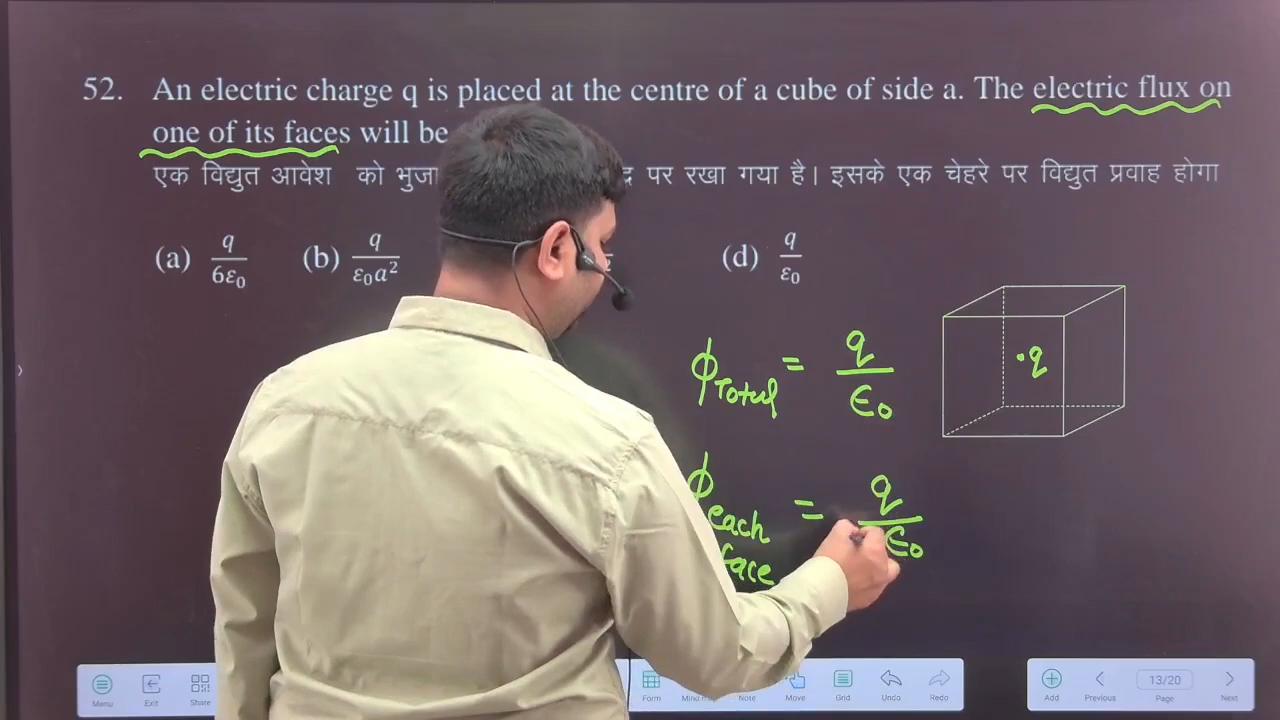 52. An electric charge q is placed at the centre of a cube of side a. The electric flux on
one of its faces will be
एक विद्युत आवेश को भुजा पर रखा गया है। इसके एक चेहरे पर विद्युत प्रवाह होगा
(a) q/6ε₀ (b) q/ε₀a² (d) q/ε₀
ϕTotal = q/ϵ₀
•q
ϕeach face = q/ϵ₀
Menu Exit Share Form Note Move Grid Undo Redo Add Previous 13/20 Page Next